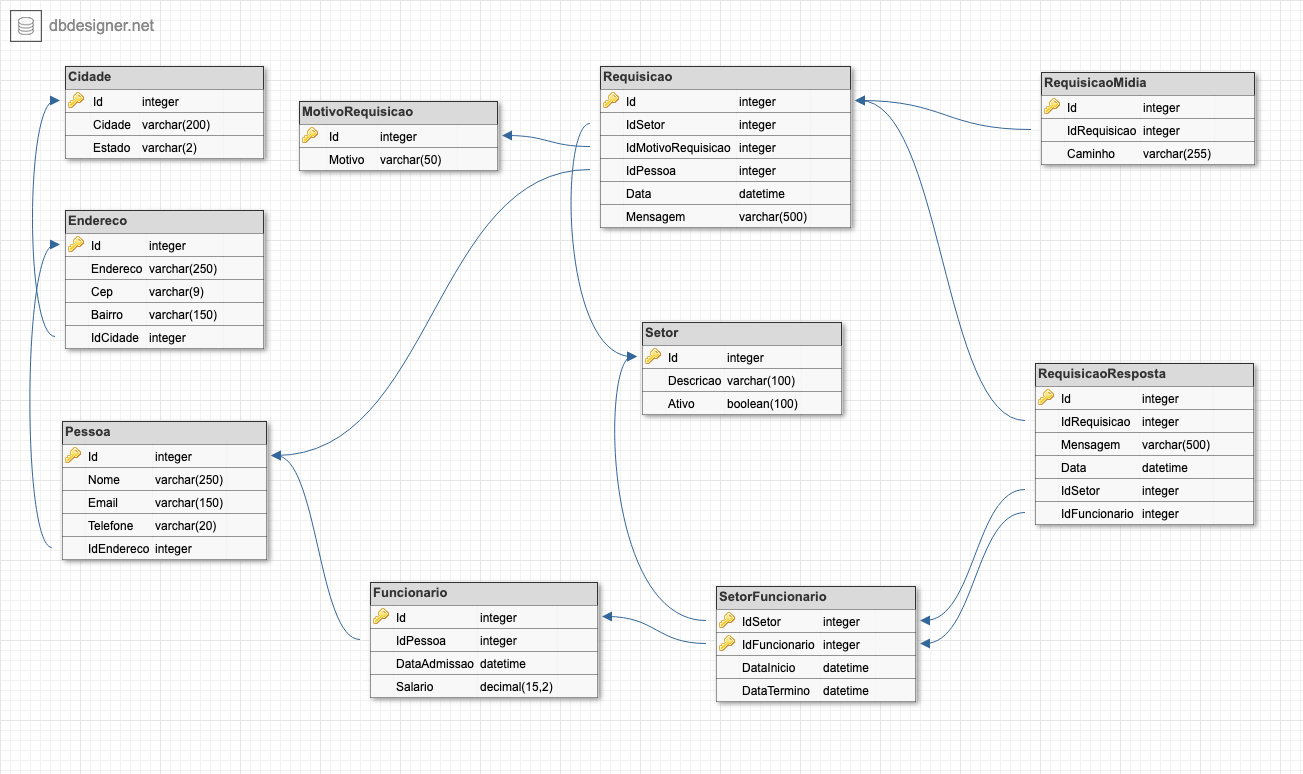 dbdesigner.net
Cidade
Id integer
Cidade varchar(200)
Estado varchar(2)
MotivoRequisicao
Id integer
Motivo varchar(50)
Requisicao
Id integer
IdSetor integer
IdMotivoRequisicao integer
IdPessoa integer
Data datetime
Mensagem varchar(500)
RequisicaoMidia
Id integer
IdRequisicao integer
Caminho varchar(255)
Endereco
Id integer
Endereco varchar(250)
Cep varchar(9)
Bairro varchar(150)
IdCidade integer
Setor
Id integer
Descricao varchar(100)
Ativo boolean(100)
RequisicaoResposta
Id integer
IdRequisicao integer
Mensagem varchar(500)
Data datetime
IdSetor integer
IdFuncionario integer
Pessoa
Id integer
Nome varchar(250)
Email varchar(150)
Telefone varchar(20)
IdEndereco integer
Funcionario
Id integer
IdPessoa integer
DataAdmissao datetime
Salario decimal(15,2)
SetorFuncionario
IdSetor integer
IdFuncionario integer
DataInicio datetime
DataTermino datetime